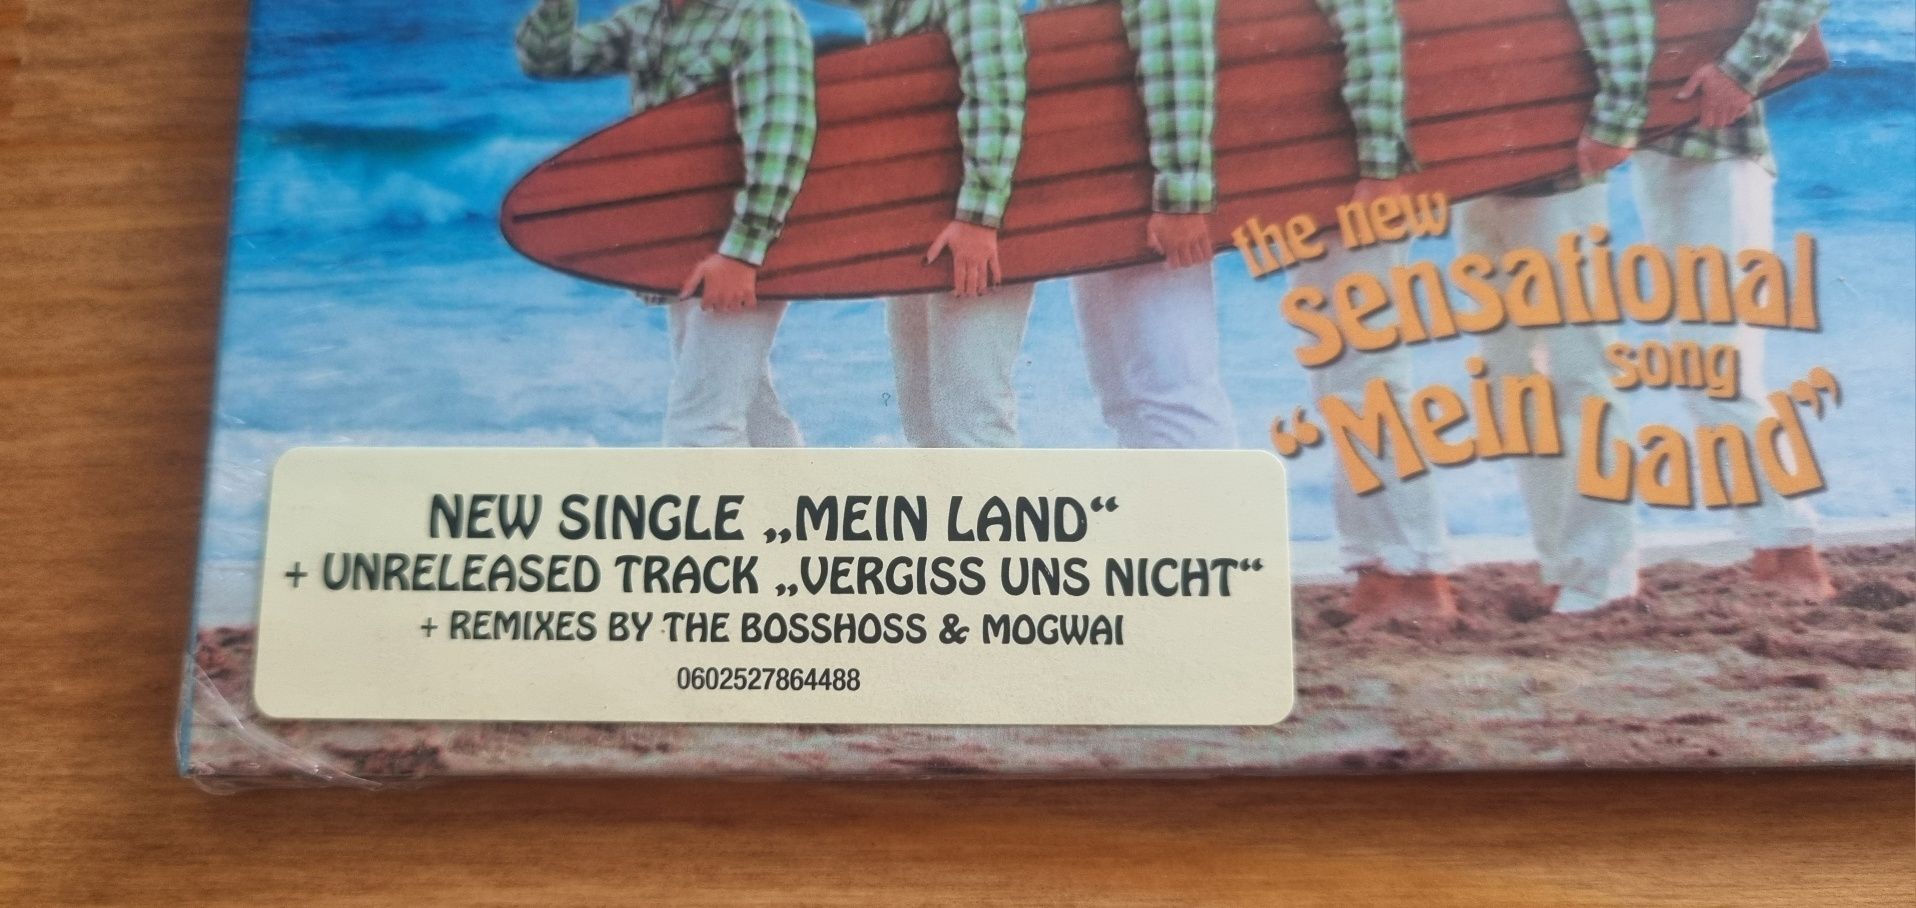 the new
sensational
song
“Mein Land”
NEW SINGLE „MEIN LAND“
+ UNRELEASED TRACK „VERGISS UNS NICHT“
+ REMIXES BY THE BOSSHOSS & MOGWAI
0602527864488